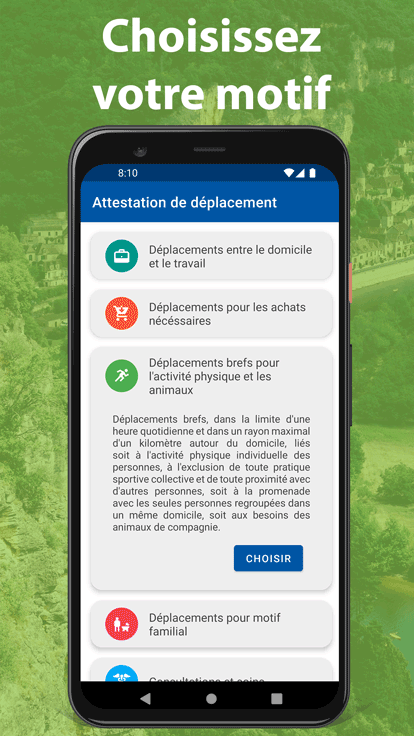 Choisissez
votre motif
8:10
Attestation de déplacement
Déplacements entre le domicile
et le travail
Déplacements pour les achats
nécéssaires
Déplacements brefs pour
l'activité physique et les
animaux
Déplacements brefs, dans la limite d'une
heure quotidienne et dans un rayon maximal
d'un kilomètre autour du domicile, liés
soit à l'activité physique individuelle des
personnes, à l'exclusion de toute pratique
sportive collective et de toute proximité avec
d'autres personnes, soit à la promenade
avec les seules personnes regroupées dans
un même domicile, soit aux besoins des
animaux de compagnie.
CHOISIR
Déplacements pour motif
familial
Consultations et soins